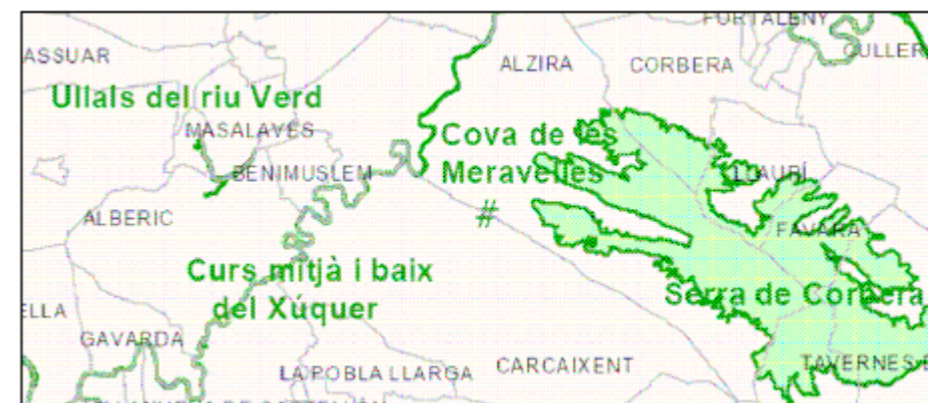 FORTALENY
ASSUAR
ALZIRA
CORBERA
CULLER
Ullals del riu Verd
MASALAVES
Cova de les
Meravelles
BENIMUSLEM
LLAURÍ
#
ALBERIC
FAVARA
Curs mitjà i baix
del Xúquer
Serra de Corbera
ELLA
GAVARDA
LA POBLA LLARGA
CARCAIXENT
TAVERNES D